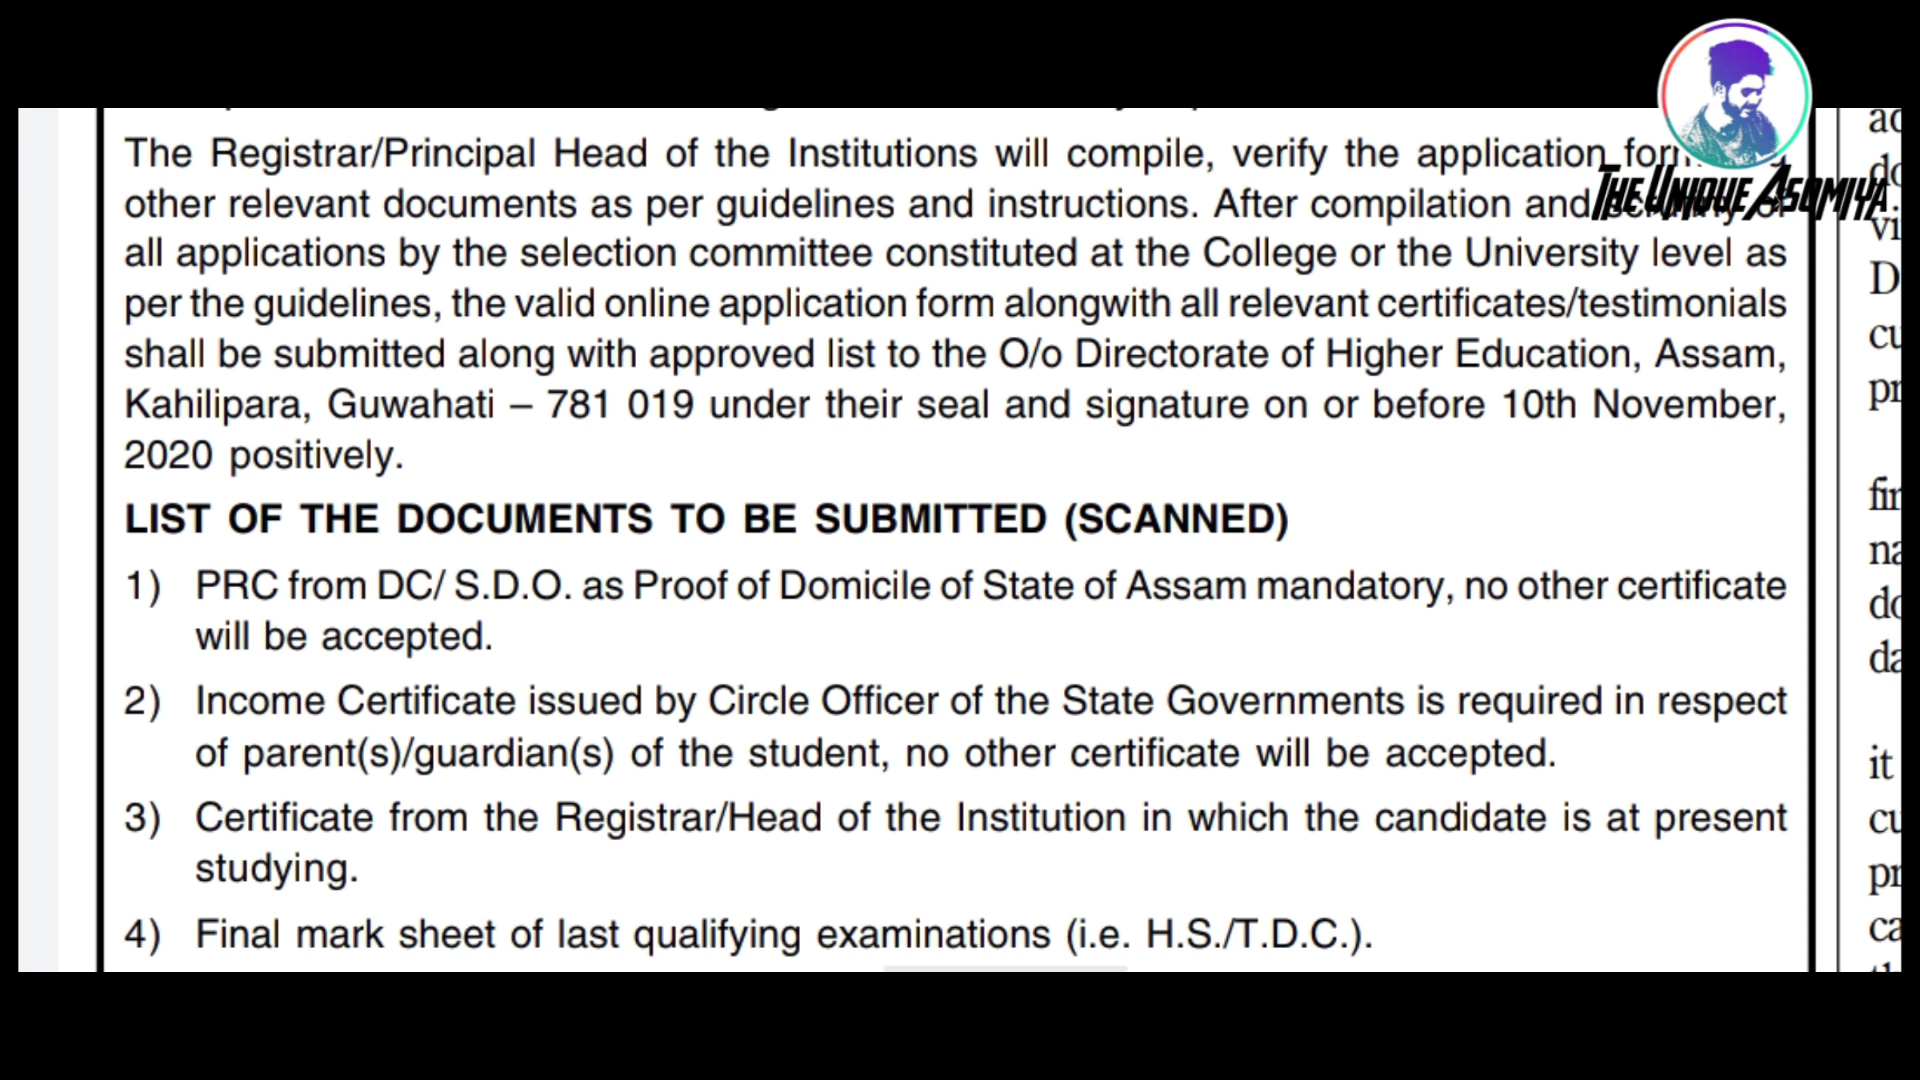 The Registrar/Principal Head of the Institutions will compile, verify the application
other relevant documents as per guidelines and instructions. After compilation and
all applications by the selection committee constituted at the College or the University level as
per the guidelines, the valid online application form alongwith all relevant certificates/testimonials
shall be submitted along with approved list to the O/o Directorate of Higher Education, Assam,
Kahilipara, Guwahati – 781 019 under their seal and signature on or before 10th November,
2020 positively.
LIST OF THE DOCUMENTS TO BE SUBMITTED (SCANNED)
1) PRC from DC/ S.D.O. as Proof of Domicile of State of Assam mandatory, no other certificate
will be accepted.
2) Income Certificate issued by Circle Officer of the State Governments is required in respect
of parent(s)/guardian(s) of the student, no other certificate will be accepted.
3) Certificate from the Registrar/Head of the Institution in which the candidate is at present
studying.
4) Final mark sheet of last qualifying examinations (i.e. H.S./T.D.C.).
THE UNIQUE ASOMIYA